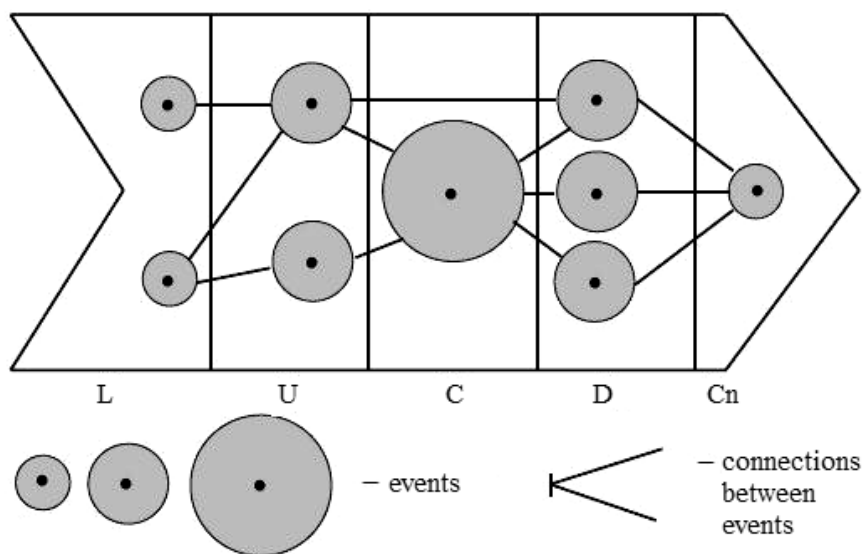 L U C D Cn
– events
– connections
between
events